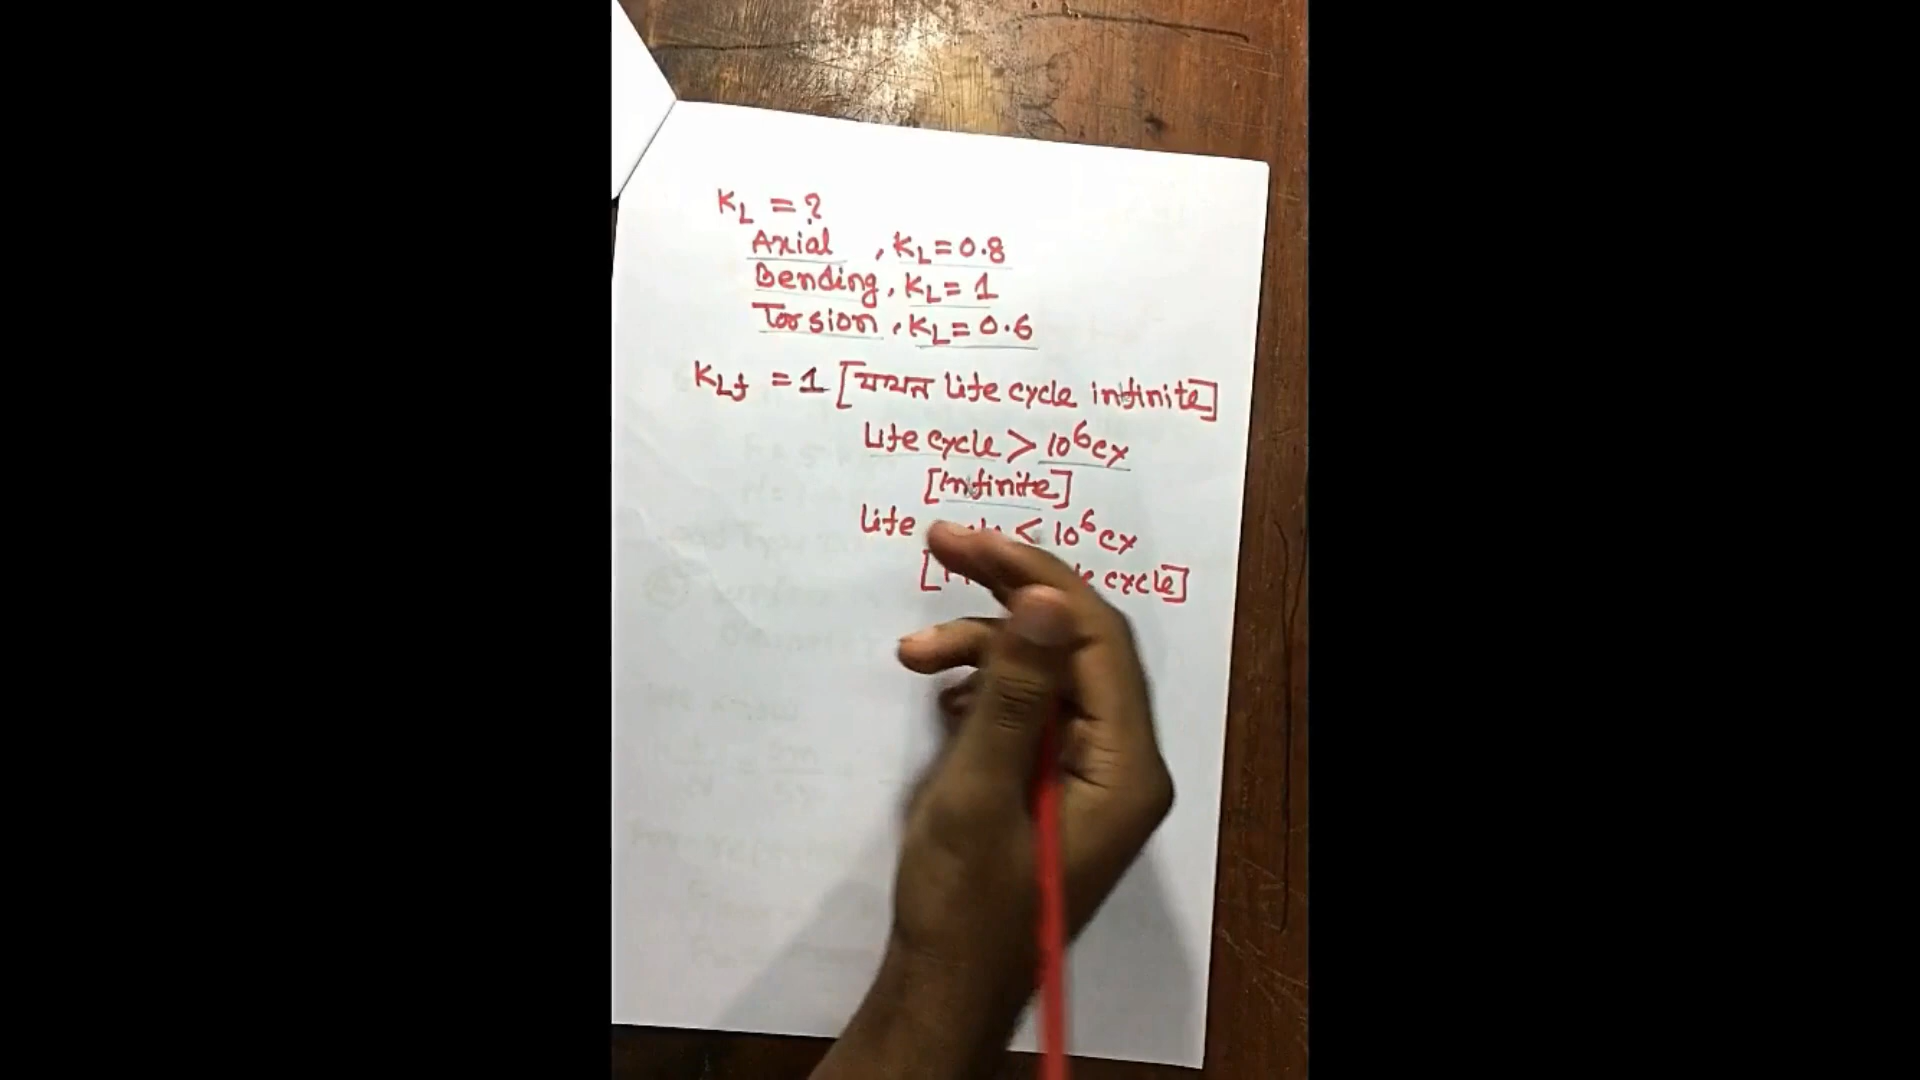 KL = ?
Axial , KL = 0.8
Bending, KL = 1
Torsion, KL = 0.6
KLf = 1 [যখন Life cycle infinite]
Life cycle > 10⁶ cy
[infinite]
Life < 10⁶ cy
cycle]